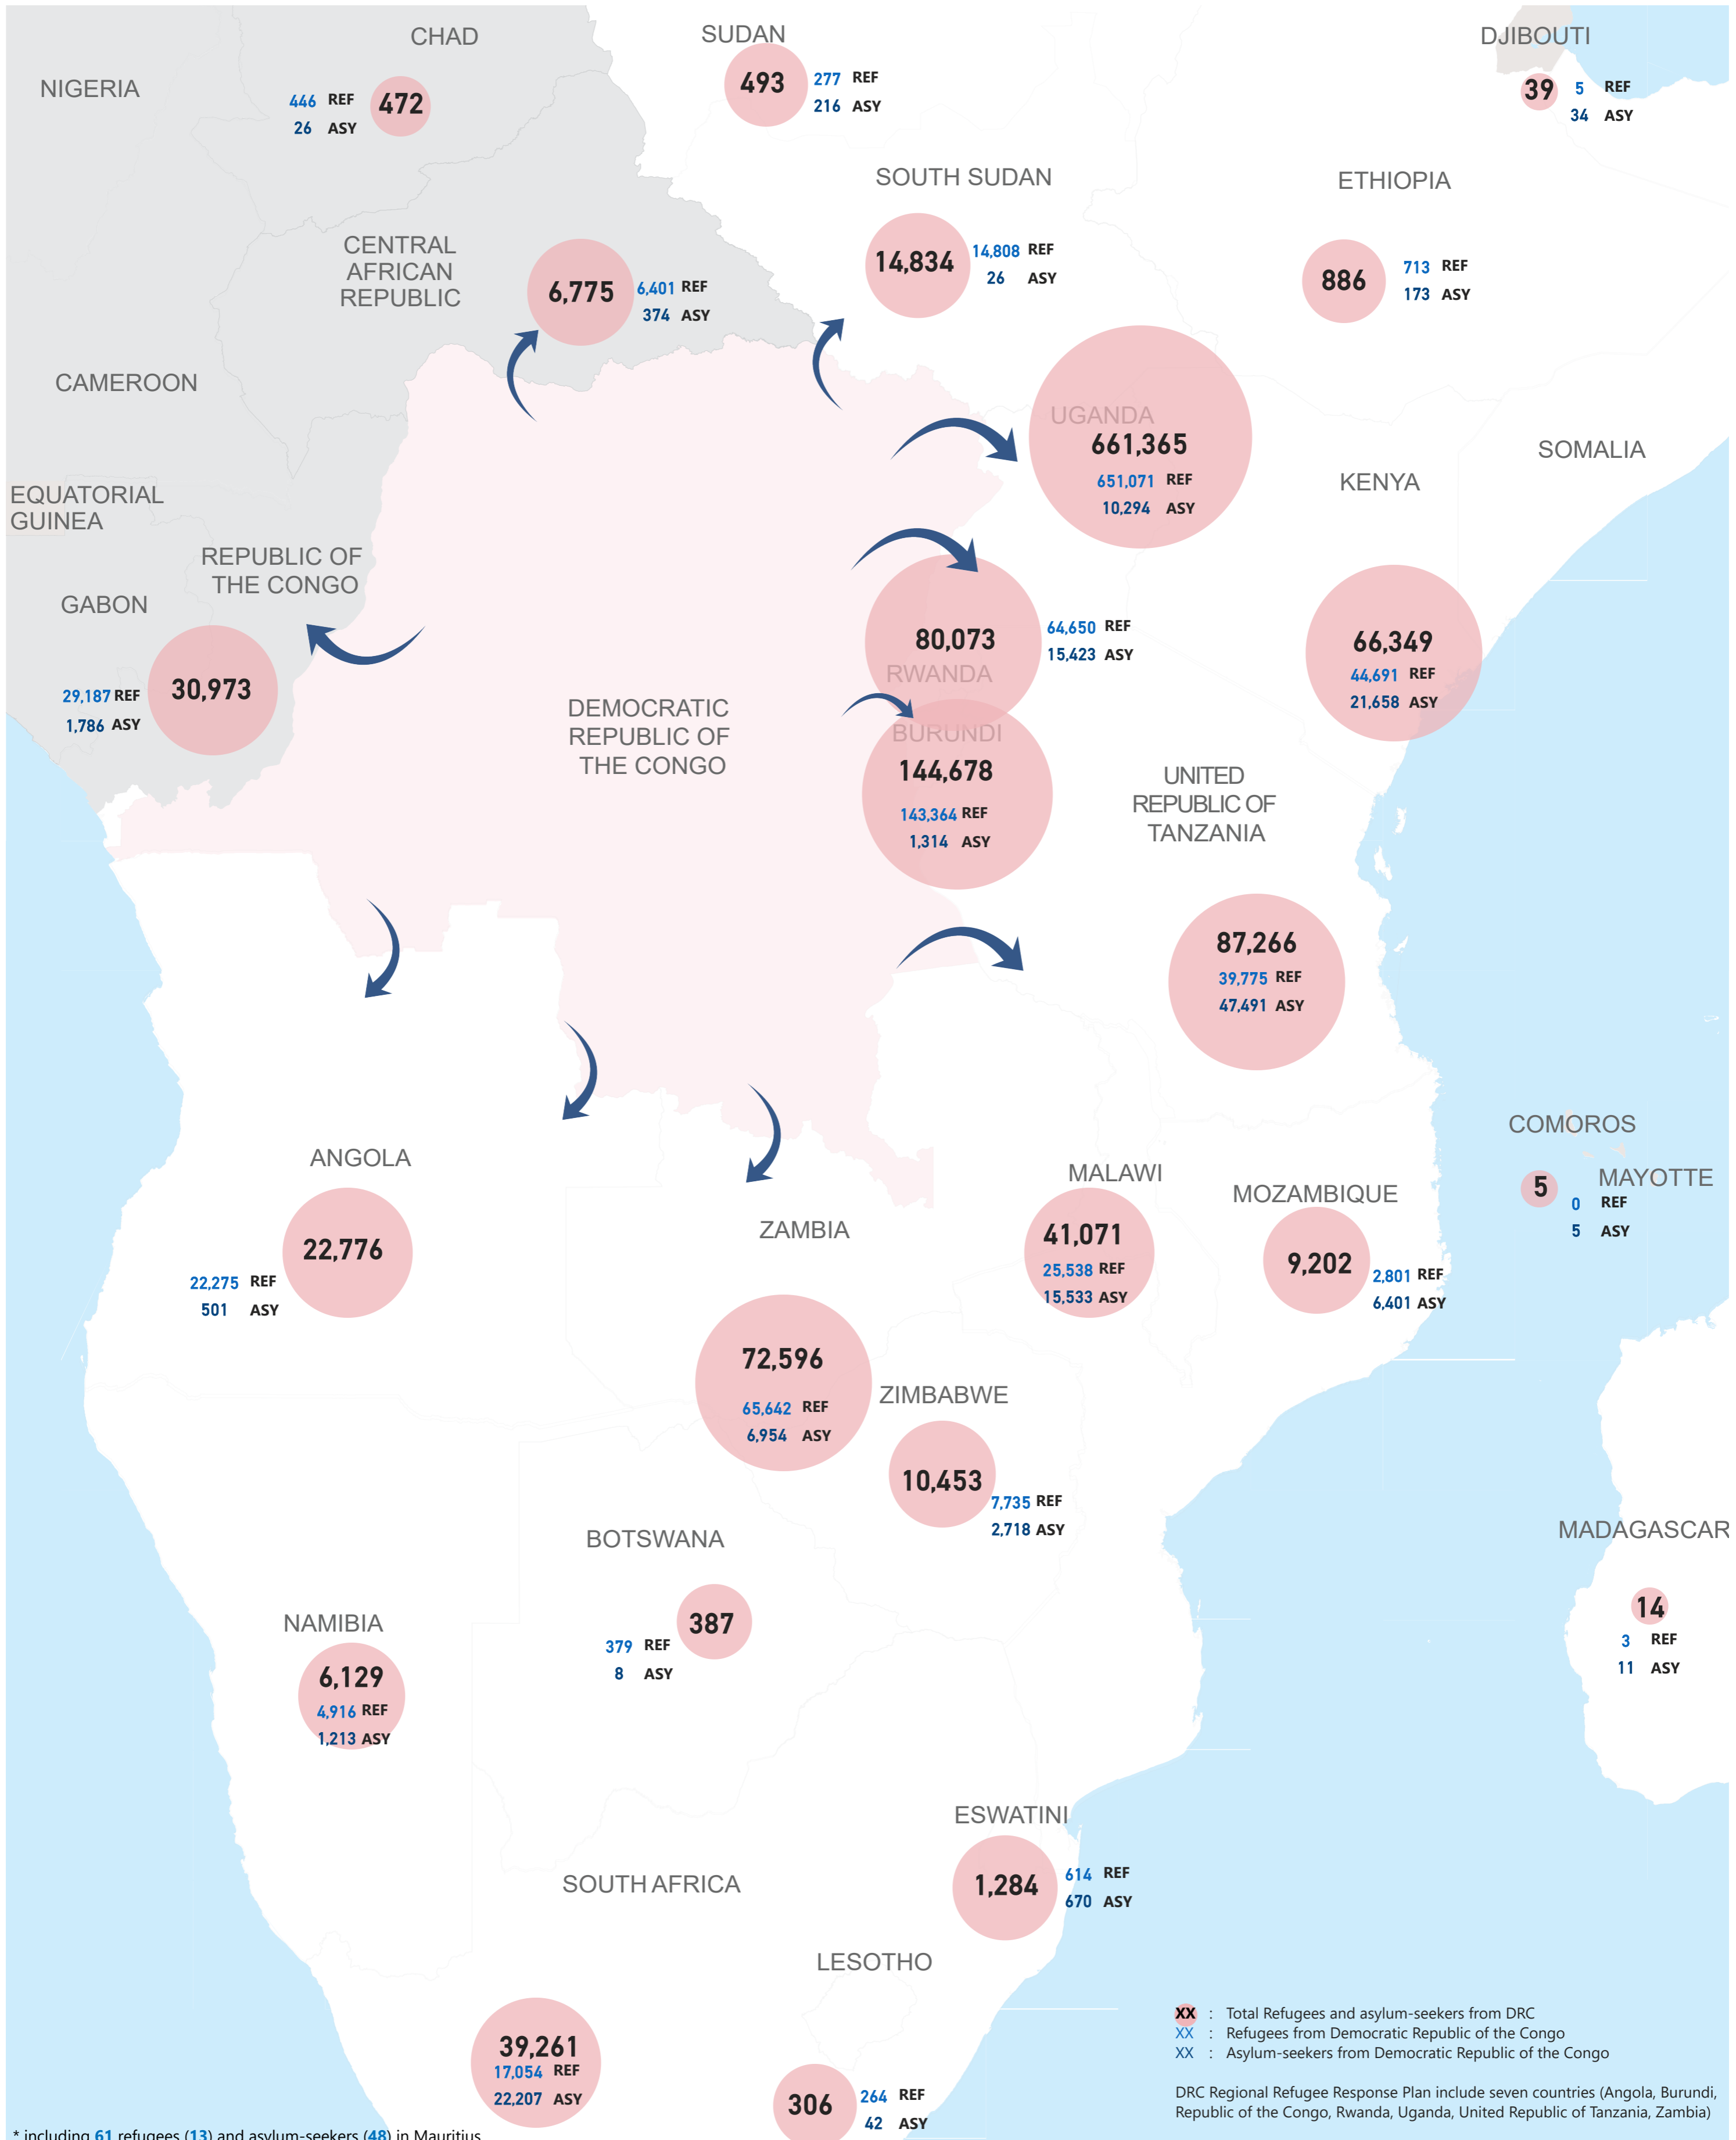 CHAD
SUDAN
DJIBOUTI
NIGERIA
446 REF
26 ASY
472
493
277 REF
216 ASY
39
5 REF
34 ASY
SOUTH SUDAN
ETHIOPIA
CENTRAL
AFRICAN
REPUBLIC
6,775
6,401 REF
374 ASY
14,834
14,808 REF
26 ASY
886
713 REF
173 ASY
CAMEROON
UGANDA
661,365
651,071 REF
10,294 ASY
SOMALIA
KENYA
EQUATORIAL
GUINEA
REPUBLIC OF
THE CONGO
GABON
30,973
29,187 REF
1,786 ASY
80,073
RWANDA
64,650 REF
15,423 ASY
66,349
44,691 REF
21,658 ASY
DEMOCRATIC
REPUBLIC OF
THE CONGO
BURUNDI
144,678
143,364 REF
1,314 ASY
UNITED
REPUBLIC OF
TANZANIA
87,266
39,775 REF
47,491 ASY
COMOROS
MAYOTTE
5
0 REF
5 ASY
ANGOLA
22,776
22,275 REF
501 ASY
ZAMBIA
72,596
65,642 REF
6,954 ASY
MALAWI
41,071
25,538 REF
15,533 ASY
MOZAMBIQUE
9,202
2,801 REF
6,401 ASY
ZIMBABWE
10,453
7,735 REF
2,718 ASY
BOTSWANA
387
379 REF
8 ASY
MADAGASCAR
14
3 REF
11 ASY
NAMIBIA
6,129
4,916 REF
1,213 ASY
ESWATINI
1,284
614 REF
670 ASY
SOUTH AFRICA
39,261
17,054 REF
22,207 ASY
LESOTHO
306
264 REF
42 ASY
XX : Total Refugees and asylum-seekers from DRC
XX : Refugees from Democratic Republic of the Congo
XX : Asylum-seekers from Democratic Republic of the Congo
DRC Regional Refugee Response Plan include seven countries (Angola, Burundi,
Republic of the Congo, Rwanda, Uganda, United Republic of Tanzania, Zambia)
* including 61 refugees (13) and asylum-seekers (48) in Mauritius